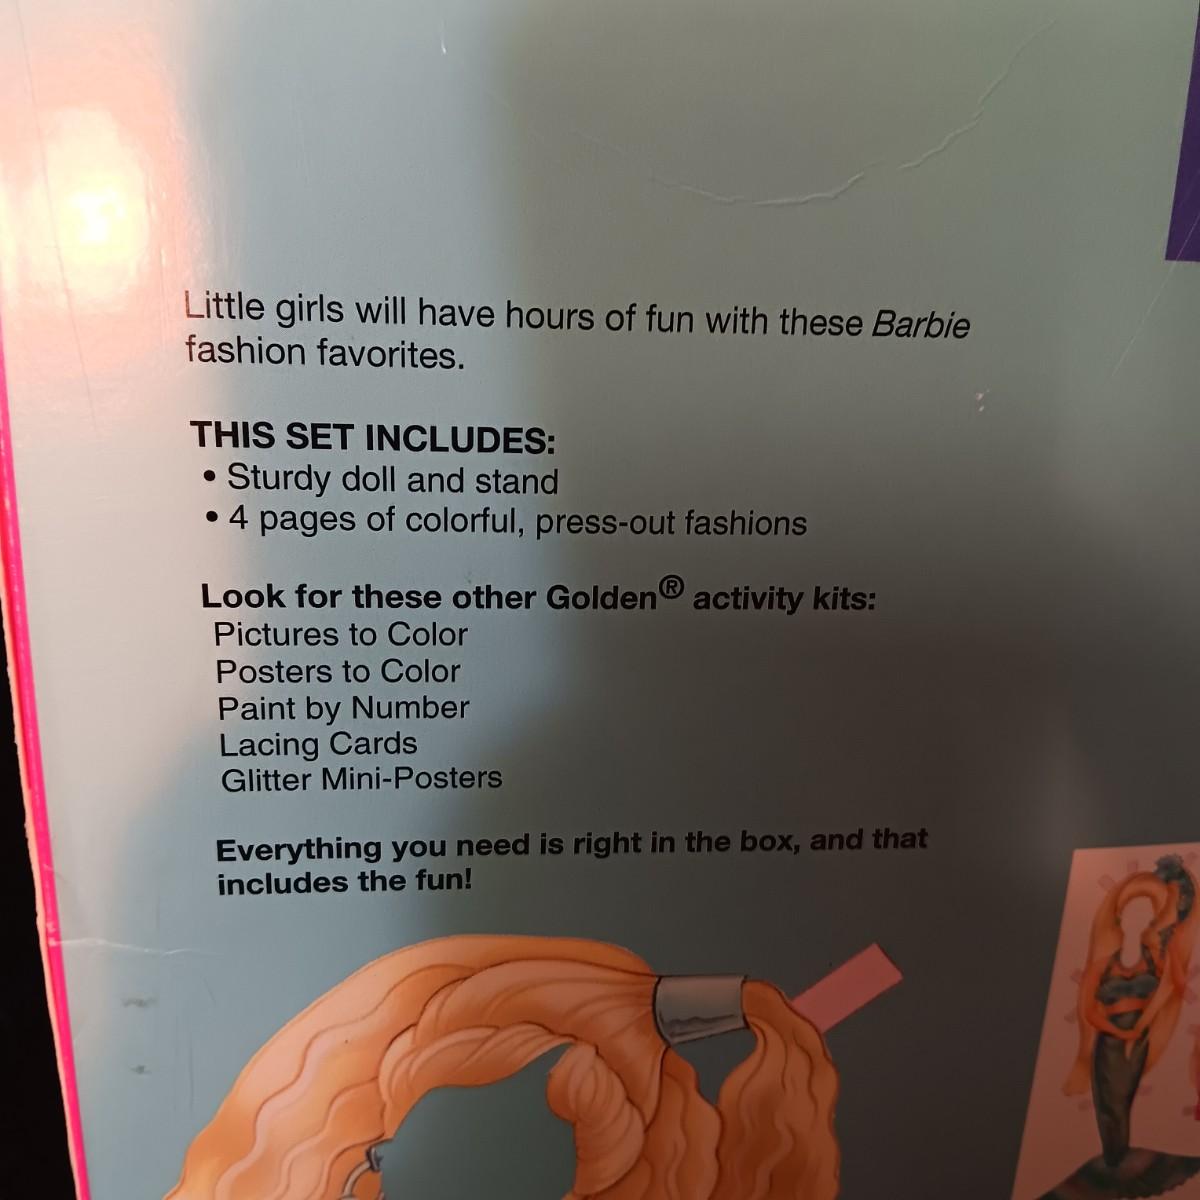 Little girls will have hours of fun with these Barbie
fashion favorites.
THIS SET INCLUDES:
• Sturdy doll and stand
• 4 pages of colorful, press-out fashions
Look for these other Golden® activity kits:
Pictures to Color
Posters to Color
Paint by Number
Lacing Cards
Glitter Mini-Posters
Everything you need is right in the box, and that
includes the fun!